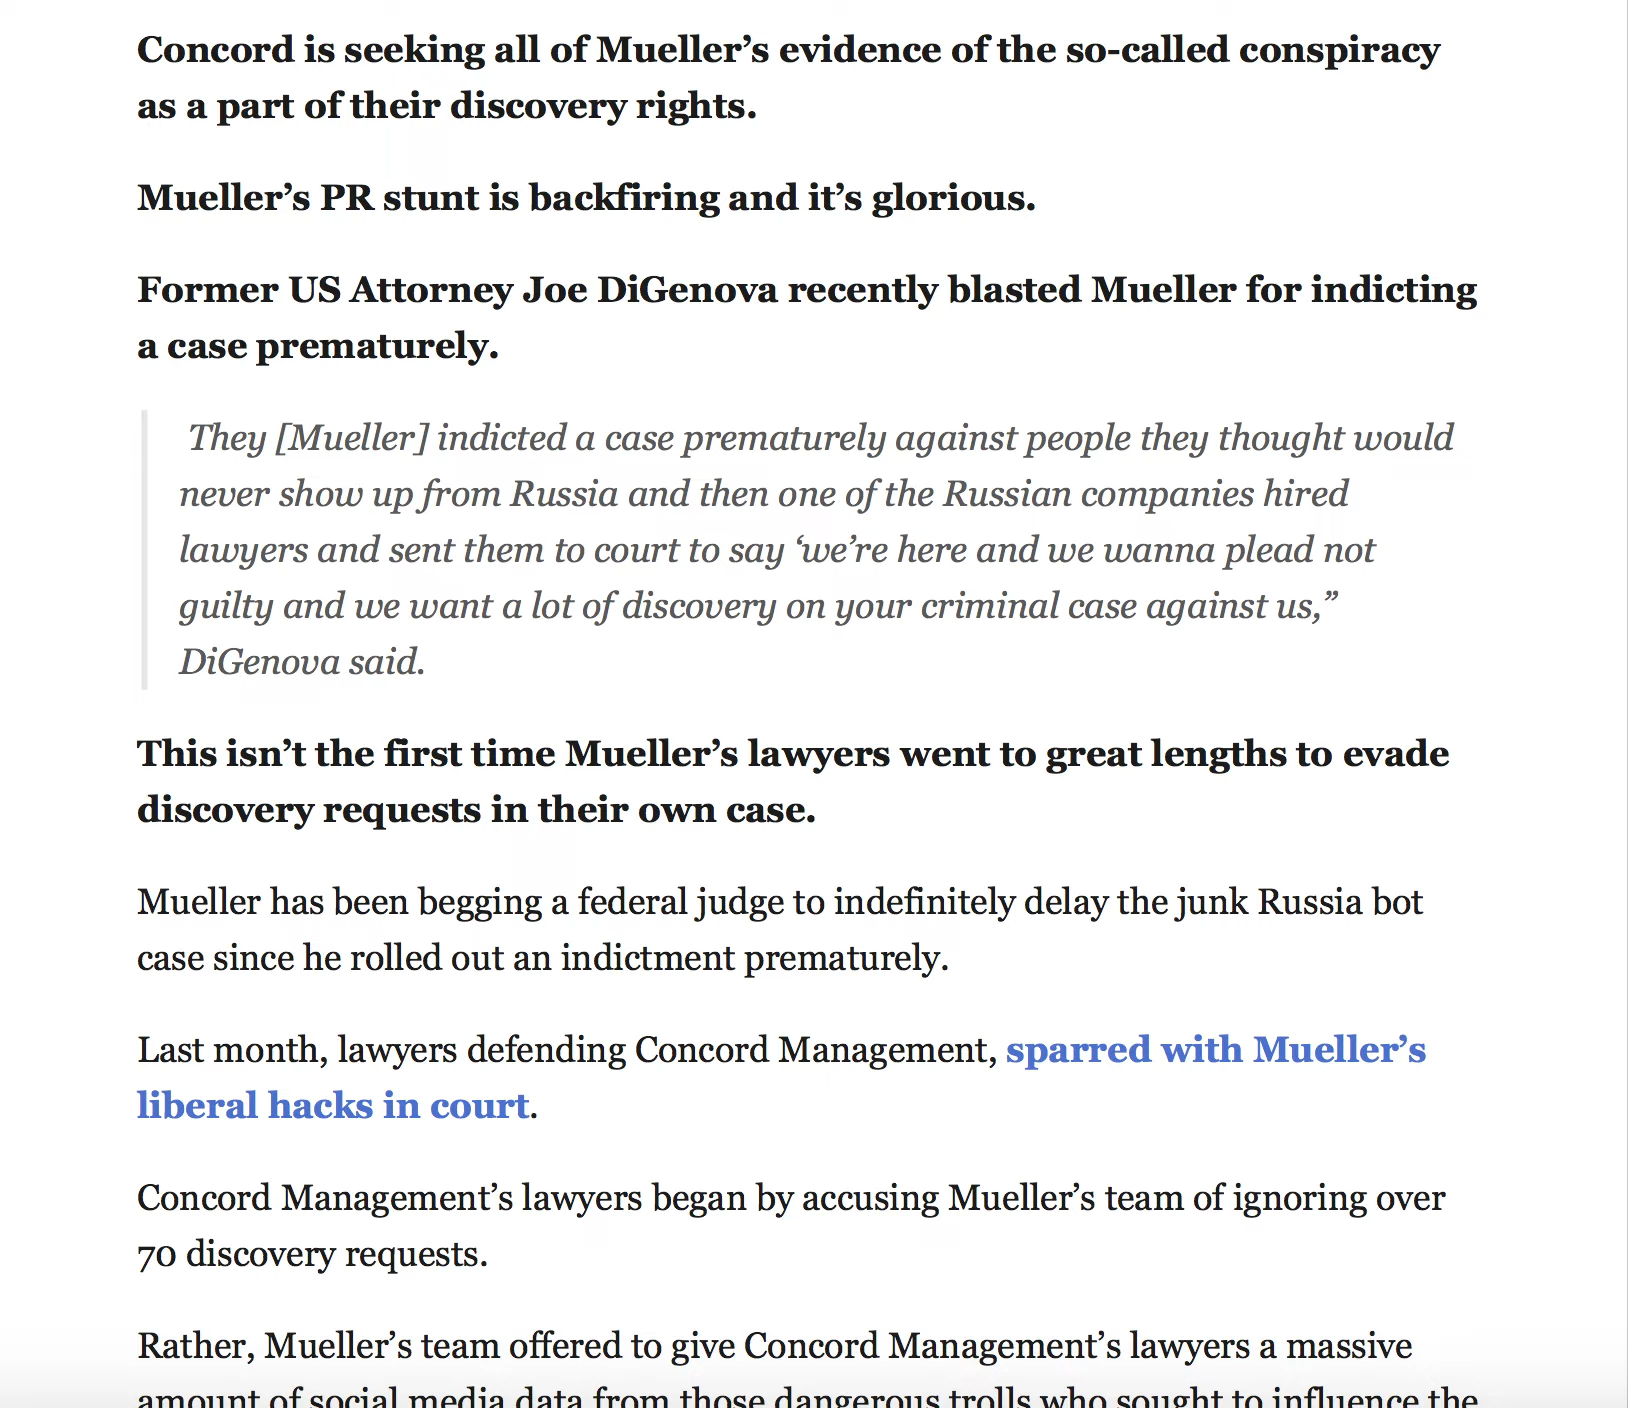 Concord is seeking all of Mueller’s evidence of the so-called conspiracy
as a part of their discovery rights.
Mueller’s PR stunt is backfiring and it’s glorious.
Former US Attorney Joe DiGenova recently blasted Mueller for indicting
a case prematurely.
They [Mueller] indicted a case prematurely against people they thought would
never show up from Russia and then one of the Russian companies hired
lawyers and sent them to court to say ‘we’re here and we wanna plead not
guilty and we want a lot of discovery on your criminal case against us,”
DiGenova said.
This isn’t the first time Mueller’s lawyers went to great lengths to evade
discovery requests in their own case.
Mueller has been begging a federal judge to indefinitely delay the junk Russia bot
case since he rolled out an indictment prematurely.
Last month, lawyers defending Concord Management, sparred with Mueller’s
liberal hacks in court.
Concord Management’s lawyers began by accusing Mueller’s team of ignoring over
70 discovery requests.
Rather, Mueller’s team offered to give Concord Management’s lawyers a massive
amount of social media data from those dangerous trolls who sought to influence the